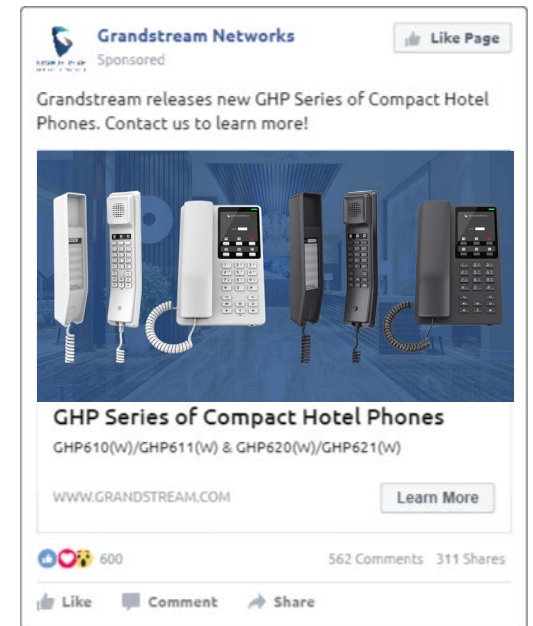 Grandstream Networks
Like Page
Sponsored
Grandstream releases new GHP Series of Compact Hotel
Phones. Contact us to learn more!
GHP Series of Compact Hotel Phones
GHP610(W)/GHP611(W) & GHP620(W)/GHP621(W)
WWW.GRANDSTREAM.COM
Learn More
600
562 Comments 311 Shares
Like Comment Share